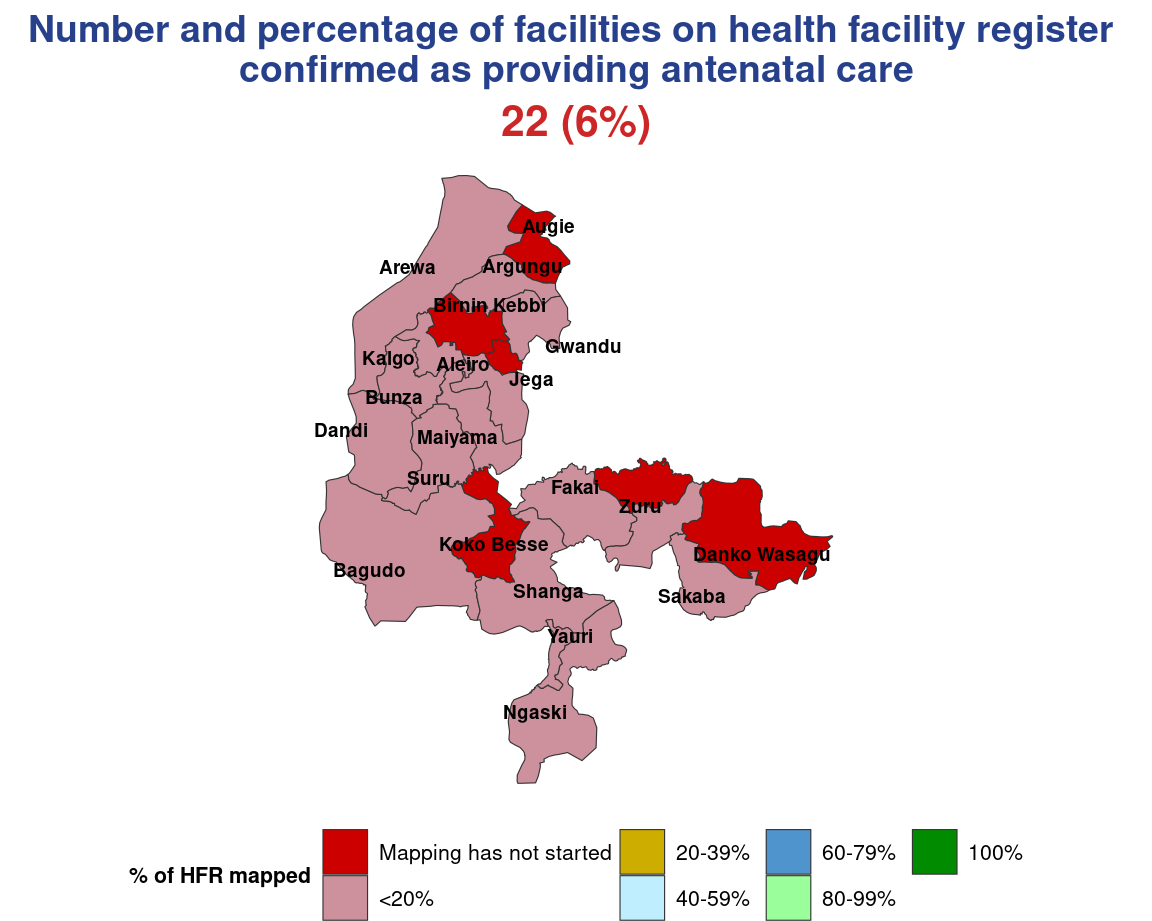 Number and percentage of facilities on health facility register
confirmed as providing antenatal care
22 (6%)
Augie
Arewa
Argungu
Birnin Kebbi
Gwandu
Kalgo
Aleiro
Jega
Bunza
Dandi
Maiyama
Suru
Fakai
Zuru
Koko Besse
Danko Wasagu
Bagudo
Shanga
Sakaba
Yauri
Ngaski
% of HFR mapped
Mapping has not started
<20%
20-39%
40-59%
60-79%
80-99%
100%